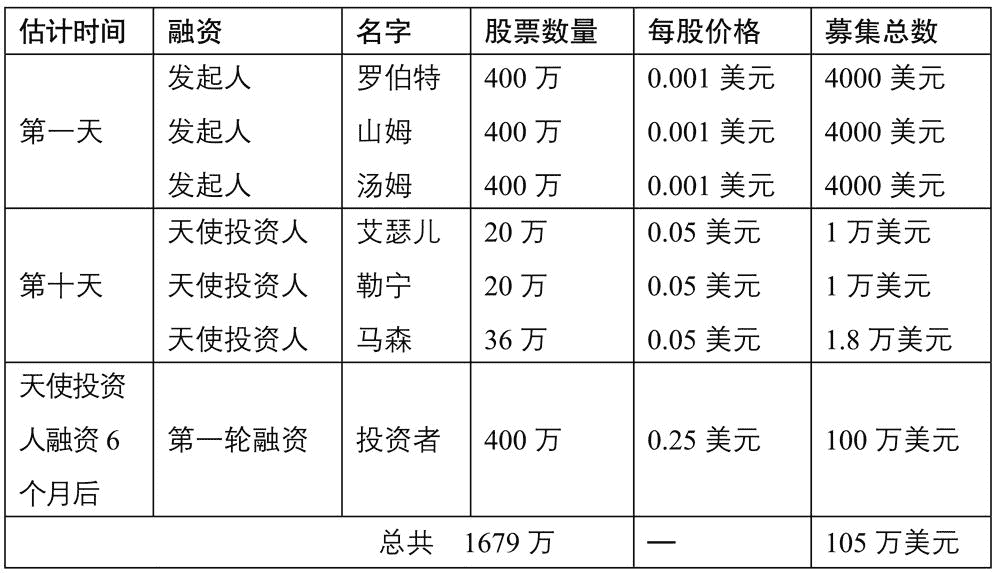 估计时间 融资 名字 股票数量 每股价格 募集总数
第一天
发起人 罗伯特 400 万 0.001 美元 4000 美元
发起人 山姆 400 万 0.001 美元 4000 美元
发起人 汤姆 400 万 0.001 美元 4000 美元
第十天
天使投资人 艾瑟儿 20 万 0.05 美元 1 万美元
天使投资人 勒宁 20 万 0.05 美元 1 万美元
天使投资人 马森 36 万 0.05 美元 1.8 万美元
天使投资
人融资 6
个月后
第一轮融资 投资者 400 万 0.25 美元 100 万美元
总共 1679 万 — 105 万美元